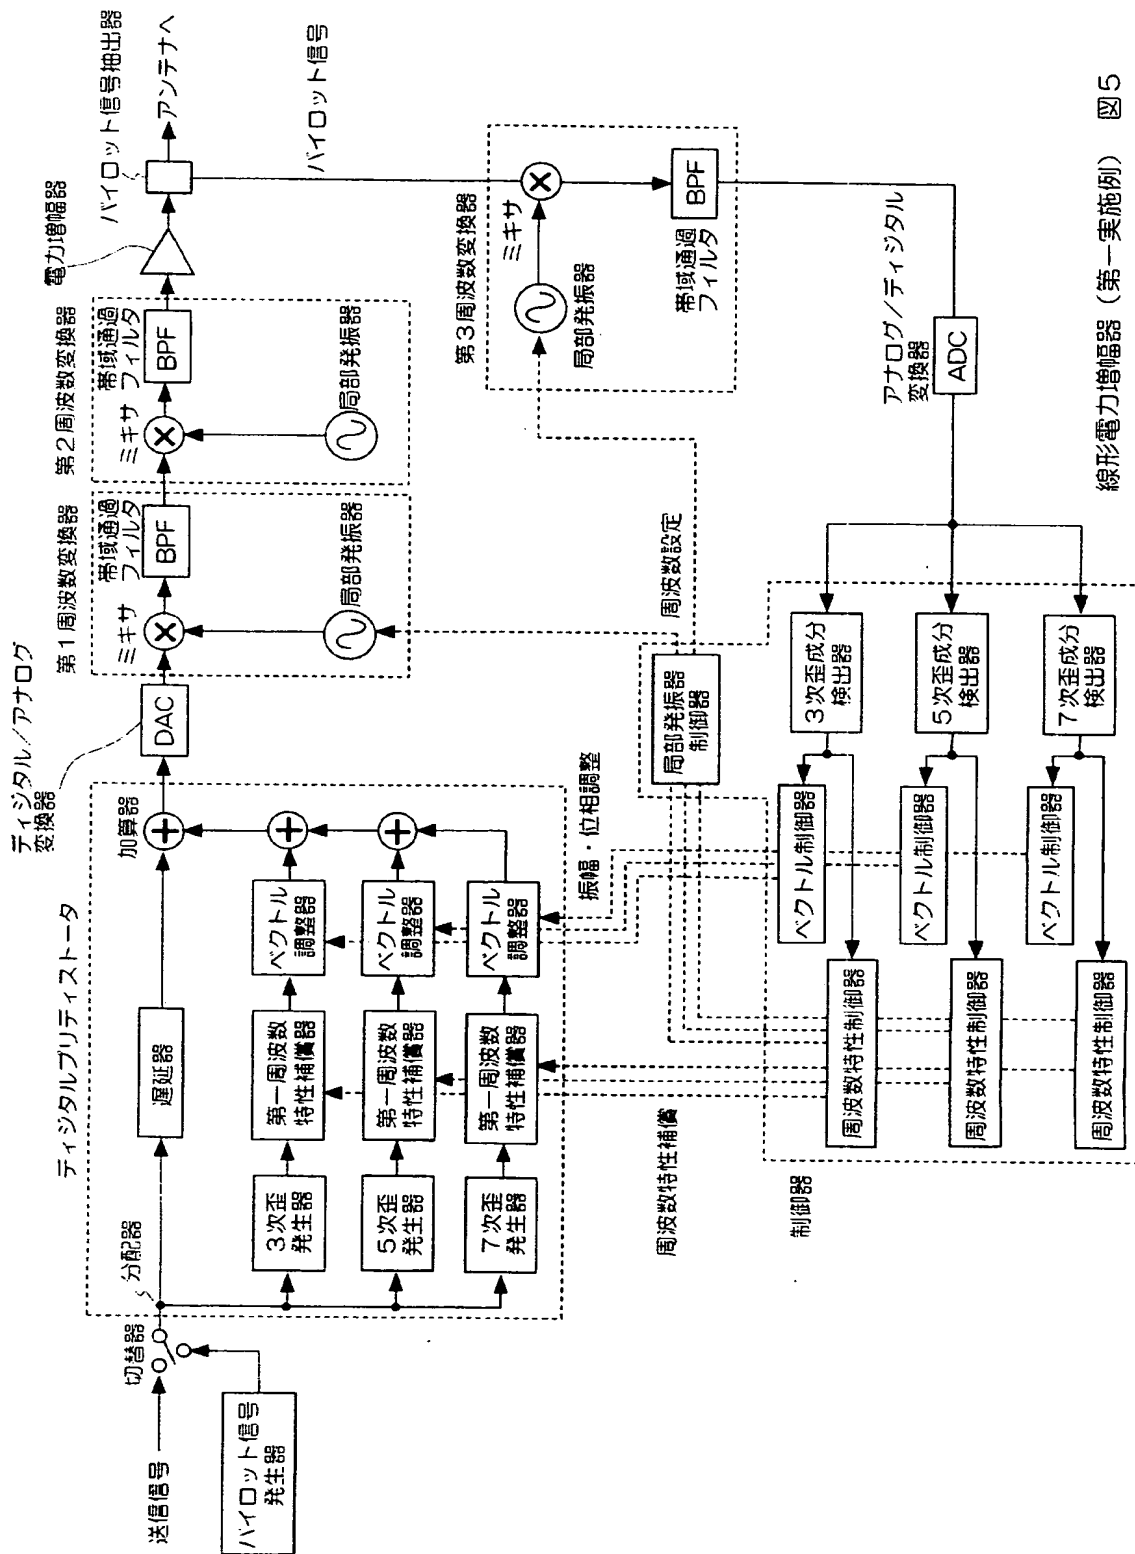 送信信号
切替器
パイロット信号
発生器
分配器
ディジタルプリディストータ
遅延器
加算器
3次歪
発生器
第一周波数
特性補償器
ベクトル
調整器
5次歪
発生器
第一周波数
特性補償器
ベクトル
調整器
7次歪
発生器
第一周波数
特性補償器
ベクトル
調整器
ディジタル/アナログ
変換器
DAC
第1周波数変換器
ミキサ
帯域通過
フィルタ
BPF
局部発振器
第2周波数変換器
ミキサ
帯域通過
フィルタ
BPF
局部発振器
電力増幅器
パイロット信号抽出器
アンテナへ
パイロット信号
第3周波数変換器
ミキサ
局部発振器
帯域通過
フィルタ
BPF
アナログ/ディジタル
変換器
ADC
周波数設定
局部発振器
制御器
振幅・位相調整
周波数特性補償
制御器
3次歪成分
検出器
ベクトル制御器
周波数特性制御器
5次歪成分
検出器
ベクトル制御器
周波数特性制御器
7次歪成分
検出器
ベクトル制御器
周波数特性制御器
線形電力増幅器(第一実施例) 図5